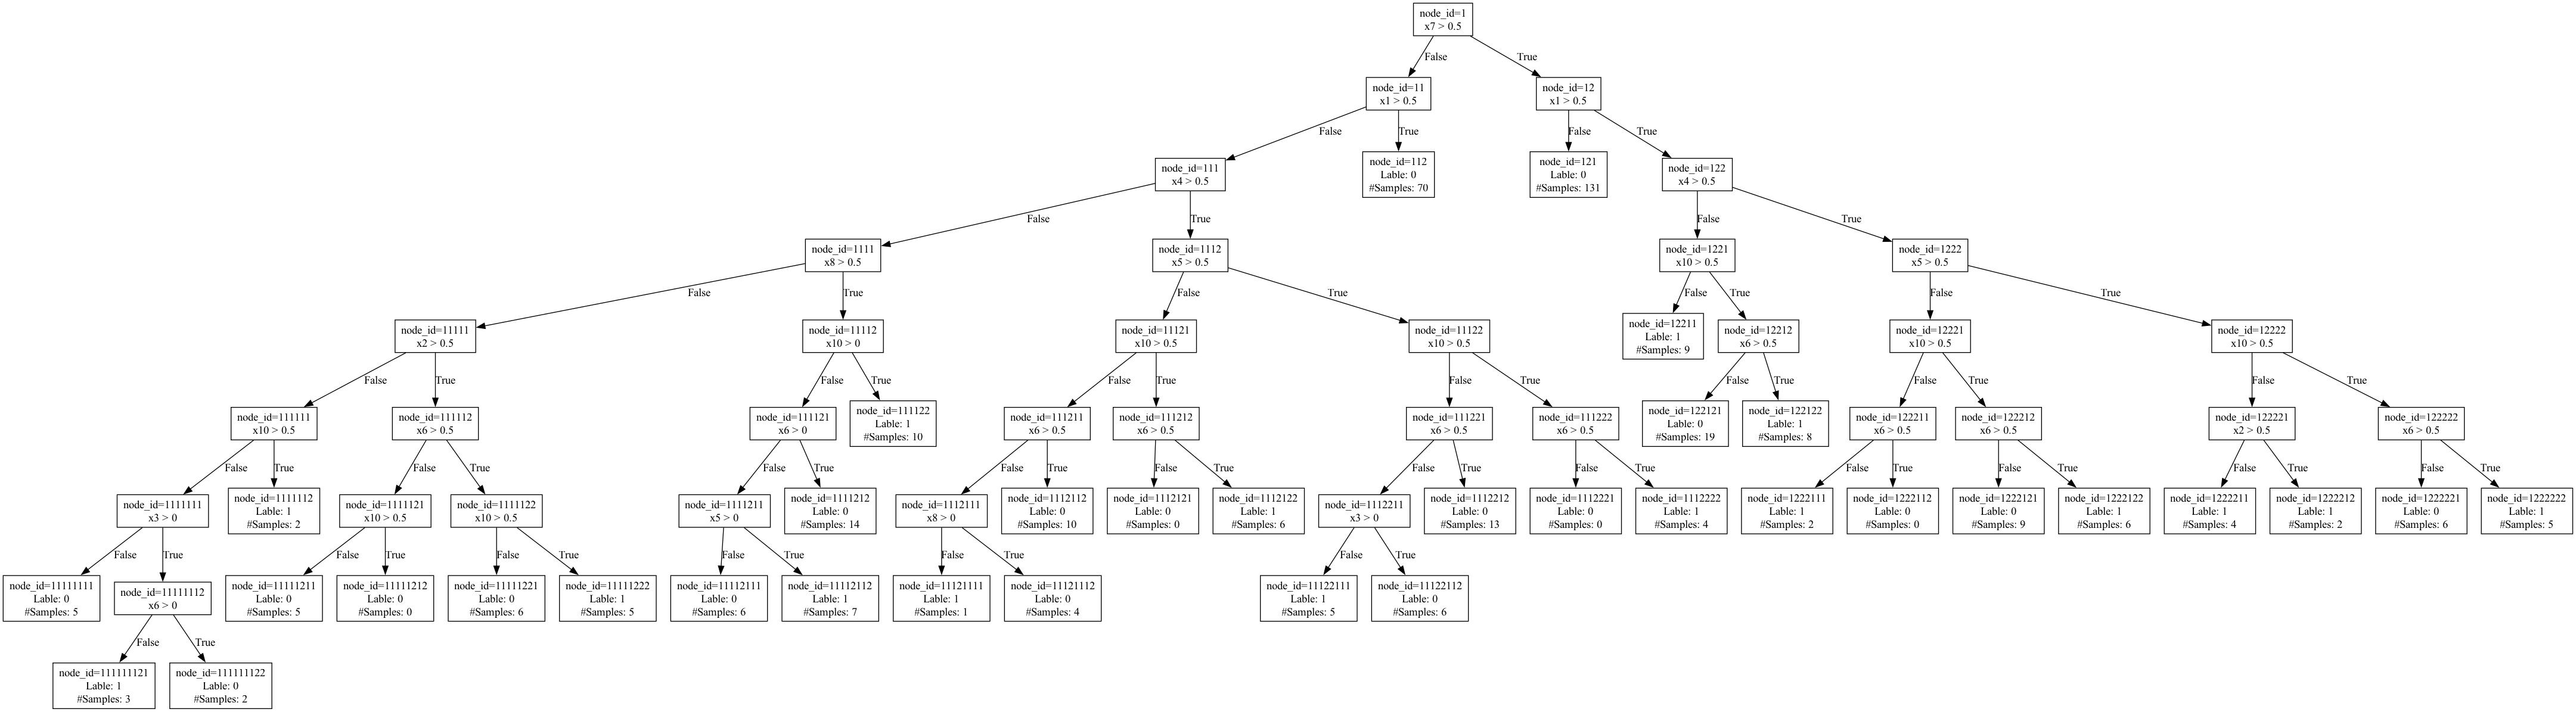 node_id=1
x7 > 0.5
False
True
node_id=11
x1 > 0.5
node_id=12
x1 > 0.5
False
True
False
True
node_id=111
x4 > 0.5
node_id=112
Lable: 0
#Samples: 70
node_id=121
Lable: 0
#Samples: 131
node_id=122
x4 > 0.5
False
True
False
True
node_id=1111
x8 > 0.5
node_id=1112
x5 > 0.5
node_id=1221
x10 > 0.5
node_id=1222
x5 > 0.5
False
True
False
True
False
True
False
True
node_id=11111
x2 > 0.5
node_id=11112
x10 > 0
node_id=11121
x10 > 0.5
node_id=11122
x10 > 0.5
node_id=12211
Lable: 1
#Samples: 9
node_id=12212
x6 > 0.5
node_id=12221
x10 > 0.5
node_id=12222
x10 > 0.5
False
True
False
True
False
True
False
True
False
True
False
True
False
True
node_id=111111
x10 > 0.5
node_id=111112
x6 > 0.5
node_id=111121
x6 > 0
node_id=111122
Lable: 1
#Samples: 10
node_id=111211
x6 > 0.5
node_id=111212
x6 > 0.5
node_id=111221
x6 > 0.5
node_id=111222
x6 > 0.5
node_id=122121
Lable: 0
#Samples: 19
node_id=122122
Lable: 1
#Samples: 8
node_id=122211
x6 > 0.5
node_id=122212
x6 > 0.5
node_id=122221
x2 > 0.5
node_id=122222
x6 > 0.5
False
True
False
True
False
True
False
True
False
True
False
True
False
True
False
True
False
True
False
True
False
True
node_id=1111111
x3 > 0
node_id=1111112
Lable: 1
#Samples: 2
node_id=1111121
x10 > 0.5
node_id=1111122
x10 > 0.5
node_id=1111211
x5 > 0
node_id=1111212
Lable: 0
#Samples: 14
node_id=1112111
x8 > 0
node_id=1112112
Lable: 0
#Samples: 10
node_id=1112121
Lable: 0
#Samples: 0
node_id=1112122
Lable: 1
#Samples: 6
node_id=1112211
x3 > 0
node_id=1112212
Lable: 0
#Samples: 13
node_id=1112221
Lable: 0
#Samples: 0
node_id=1112222
Lable: 1
#Samples: 4
node_id=1222111
Lable: 1
#Samples: 2
node_id=1222112
Lable: 0
#Samples: 0
node_id=1222121
Lable: 0
#Samples: 9
node_id=1222122
Lable: 1
#Samples: 6
node_id=1222211
Lable: 1
#Samples: 4
node_id=1222212
Lable: 1
#Samples: 2
node_id=1222221
Lable: 0
#Samples: 6
node_id=1222222
Lable: 1
#Samples: 5
False
True
False
True
False
True
False
True
False
True
False
True
node_id=11111111
Lable: 0
#Samples: 5
node_id=11111112
x6 > 0
node_id=11111211
Lable: 0
#Samples: 5
node_id=11111212
Lable: 0
#Samples: 0
node_id=11111221
Lable: 0
#Samples: 6
node_id=11111222
Lable: 1
#Samples: 5
node_id=11112111
Lable: 0
#Samples: 6
node_id=11112112
Lable: 1
#Samples: 7
node_id=11121111
Lable: 1
#Samples: 1
node_id=11121112
Lable: 0
#Samples: 4
node_id=11122111
Lable: 1
#Samples: 5
node_id=11122112
Lable: 0
#Samples: 6
False
True
node_id=111111121
Lable: 1
#Samples: 3
node_id=111111122
Lable: 0
#Samples: 2